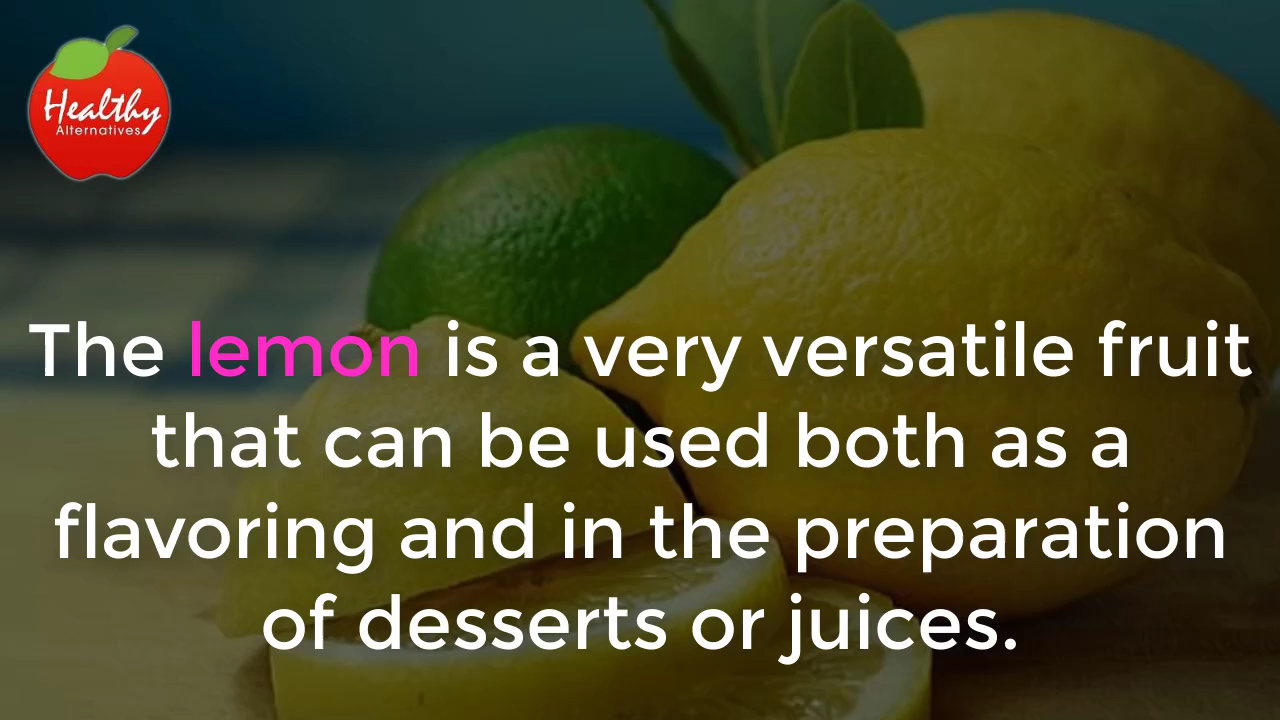 Healthy
Alternatives
The lemon is a very versatile fruit
that can be used both as a
flavoring and in the preparation
of desserts or juices.